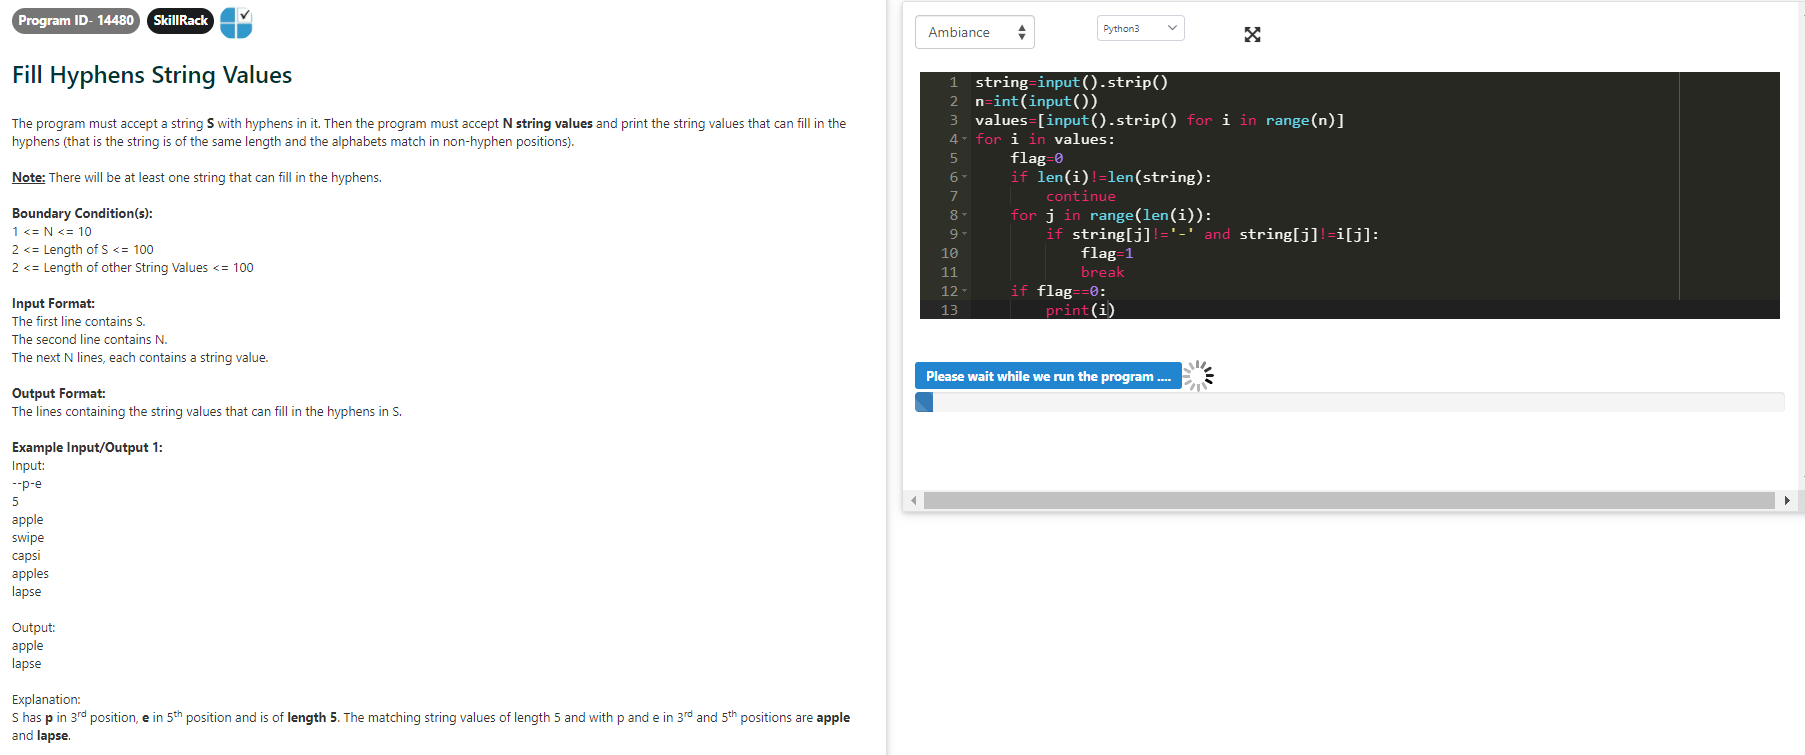 Program ID- 14480 SkillRack
Fill Hyphens String Values
The program must accept a string S with hyphens in it. Then the program must accept N string values and print the string values that can fill in the
hyphens (that is the string is of the same length and the alphabets match in non-hyphen positions).
Note: There will be at least one string that can fill in the hyphens.
Boundary Condition(s):
1 <= N <= 10
2 <= Length of S <= 100
2 <= Length of other String Values <= 100
Input Format:
The first line contains S.
The second line contains N.
The next N lines, each contains a string value.
Output Format:
The lines containing the string values that can fill in the hyphens in S.
Example Input/Output 1:
Input:
--p-e
5
apple
swipe
capsi
apples
lapse
Output:
apple
lapse
Explanation:
S has p in 3rd position, e in 5th position and is of length 5. The matching string values of length 5 and with p and e in 3rd and 5th positions are apple
and lapse.
Ambiance Python3
1 string=input().strip()
2 n=int(input())
3 values=[input().strip() for i in range(n)]
4 for i in values:
5     flag=0
6     if len(i)!=len(string):
7         continue
8     for j in range(len(i)):
9         if string[j]!='-' and string[j]!=i[j]:
10             flag=1
11             break
12     if flag==0:
13         print(i)
Please wait while we run the program ....